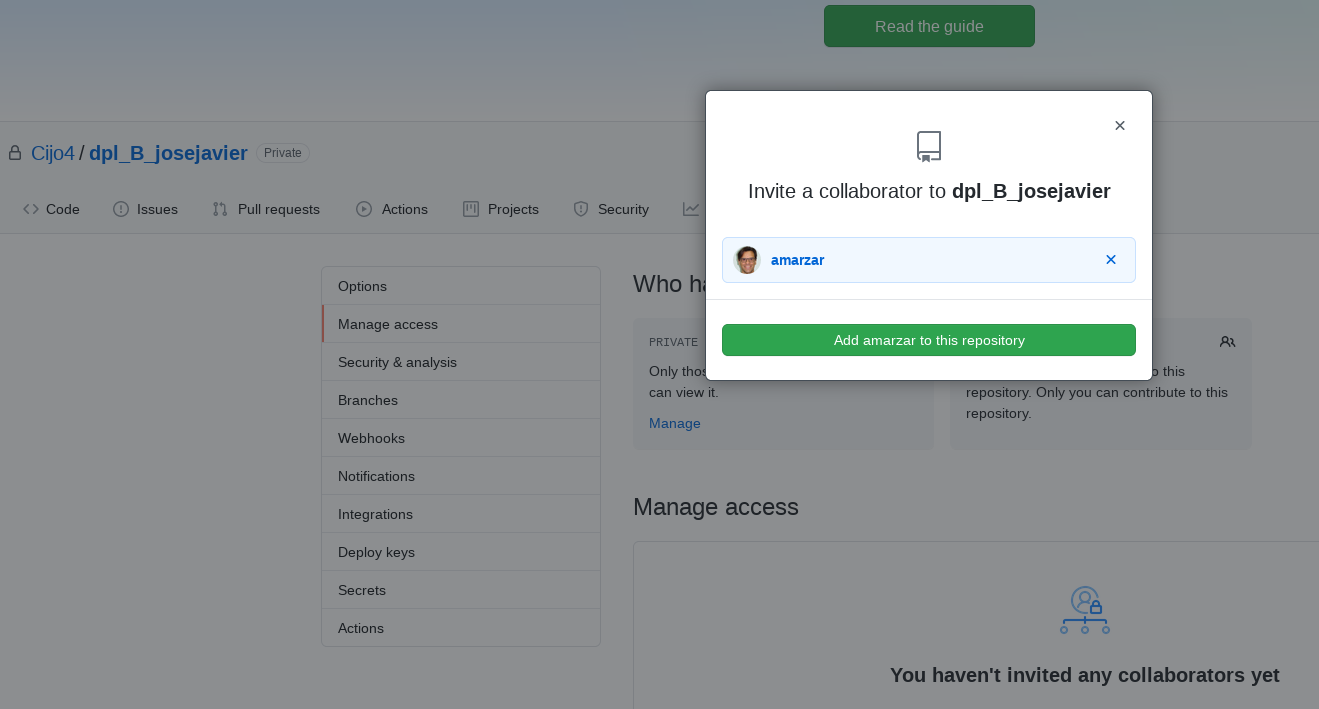 Read the guide
Cijo4 / dpl_B_josejavier Private
Code Issues Pull requests Actions Projects Security
Invite a collaborator to dpl_B_josejavier
amarzar
Add amarzar to this repository
Options
Manage access
Security & analysis
Branches
Webhooks
Notifications
Integrations
Deploy keys
Secrets
Actions
Who
PRIVATE
Only
can view it.
Manage
this
repository. Only you can contribute to this
repository.
Manage access
You haven't invited any collaborators yet